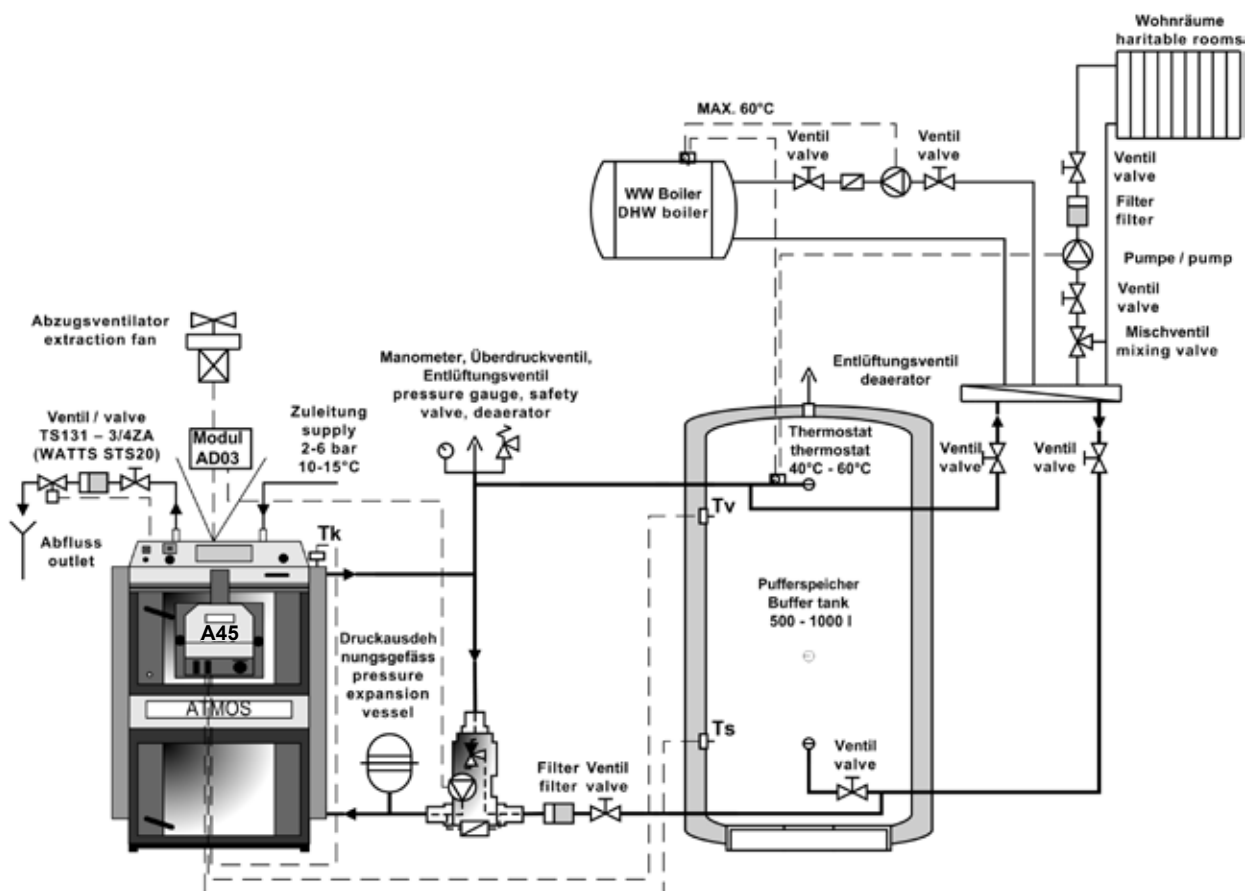 Wohnräume
haritable rooms
MAX. 60°C
Ventil
valve
Ventil
valve
Ventil
valve
WW Boiler
DHW boiler
Filter
filter
Pumpe / pump
Ventil
valve
Abzugsventilator
extraction fan
Mischventil
mixing valve
Manometer, Überdruckventil,
Entlüftungsventil
pressure gauge, safety
valve, deaerator
Entlüftungsventil
deaerator
Ventil / valve
TS131 – 3/4ZA
(WATTS STS20)
Modul
AD03
Zuleitung
supply
2-6 bar
10-15°C
Thermostat
thermostat
40°C - 60°C
Ventil
valve
Ventil
valve
Tv
Abfluss
outlet
Tk
Pufferspeicher
Buffer tank
500 - 1000 l
A45
Druckausdeh
nungsgefäss
pressure
expansion
vessel
ATMOS
Ts
Ventil
valve
Filter
filter
Ventil
valve